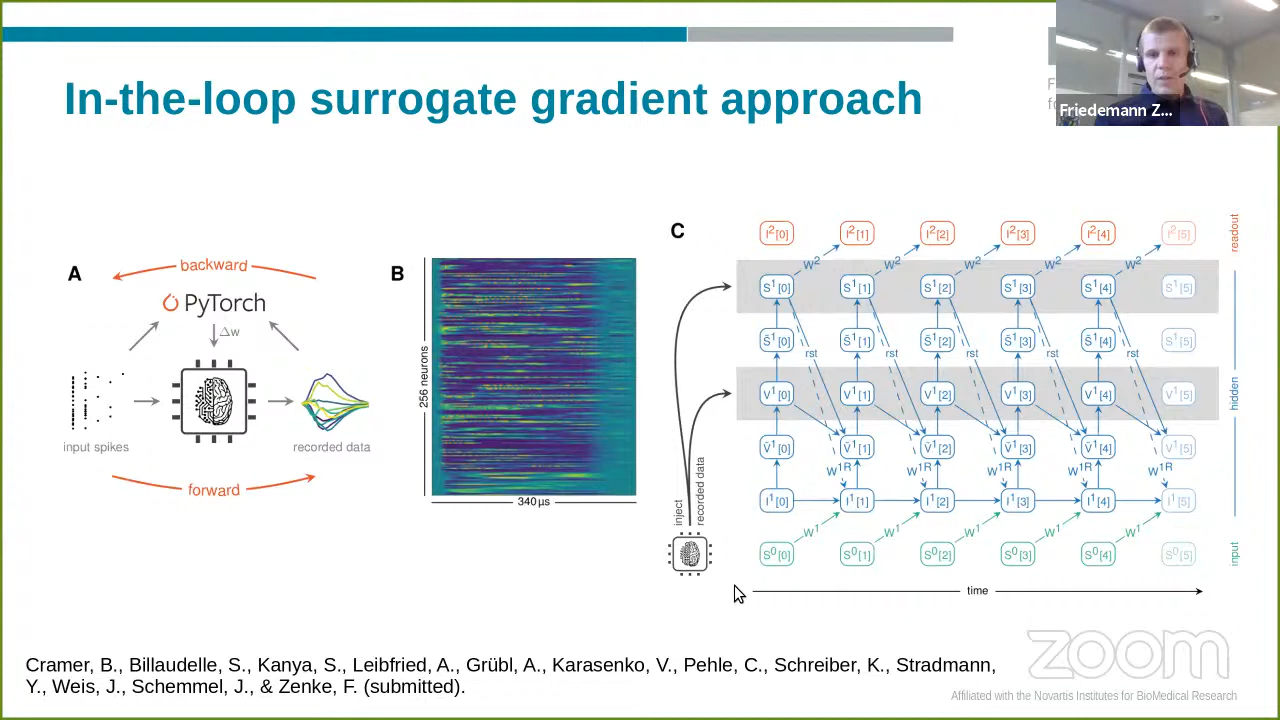 In-the-loop surrogate gradient approach
Friedemann Z...
A
backward
PyTorch
Δw
input spikes
recorded data
forward
B
256 neurons
340 µs
C
I²[0] I²[1] I²[2] I²[3] I²[4] I²[5]
readout
W² W² W² W² W²
S¹[0] S¹[1] S¹[2] S¹[3] S¹[4] S¹[5]
S̃¹[0] S̃¹[1] S̃¹[2] S̃¹[3] S̃¹[4] S̃¹[5]
rst rst rst rst rst
V¹[0] V¹[1] V¹[2] V¹[3] V¹[4] V¹[5]
hidden
Ṽ¹[0] Ṽ¹[1] Ṽ¹[2] Ṽ¹[3] Ṽ¹[4] Ṽ¹[5]
W¹ᴿ W¹ᴿ W¹ᴿ W¹ᴿ W¹ᴿ
I¹[0] I¹[1] I¹[2] I¹[3] I¹[4] I¹[5]
inject
recorded data
W¹ W¹ W¹ W¹ W¹
S⁰[0] S⁰[1] S⁰[2] S⁰[3] S⁰[4] S⁰[5]
input
time
Cramer, B., Billaudelle, S., Kanya, S., Leibfried, A., Grübl, A., Karasenko, V., Pehle, C., Schreiber, K., Stradmann,
Y., Weis, J., Schemmel, J., & Zenke, F. (submitted).
zoom
Affiliated with the Novartis Institutes for BioMedical Research